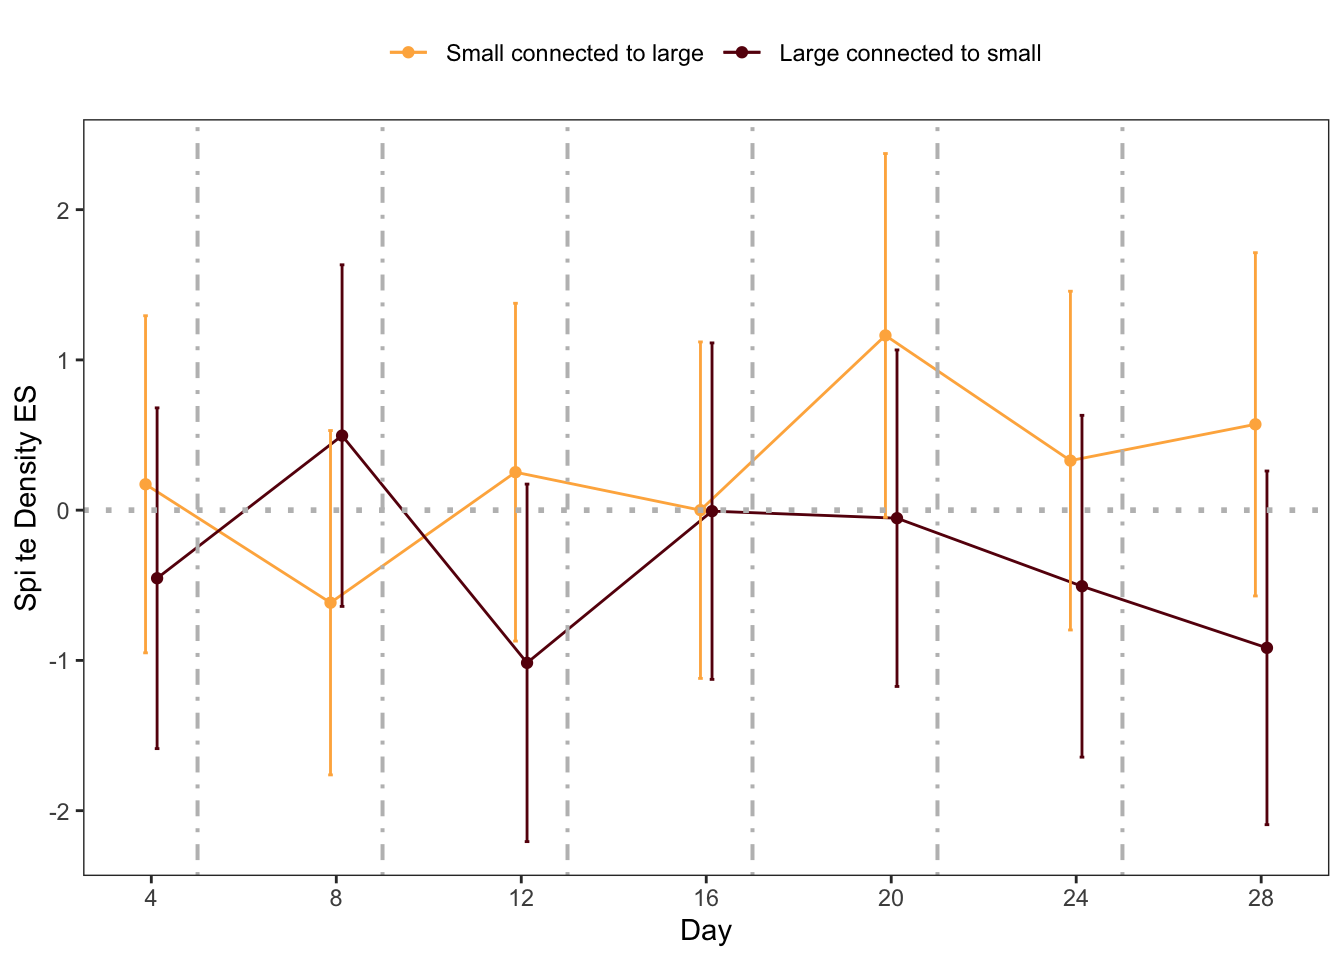 Small connected to large Large connected to small
Spi te Density ES
2
1
0
-1
-2
4 8 12 16 20 24 28
Day